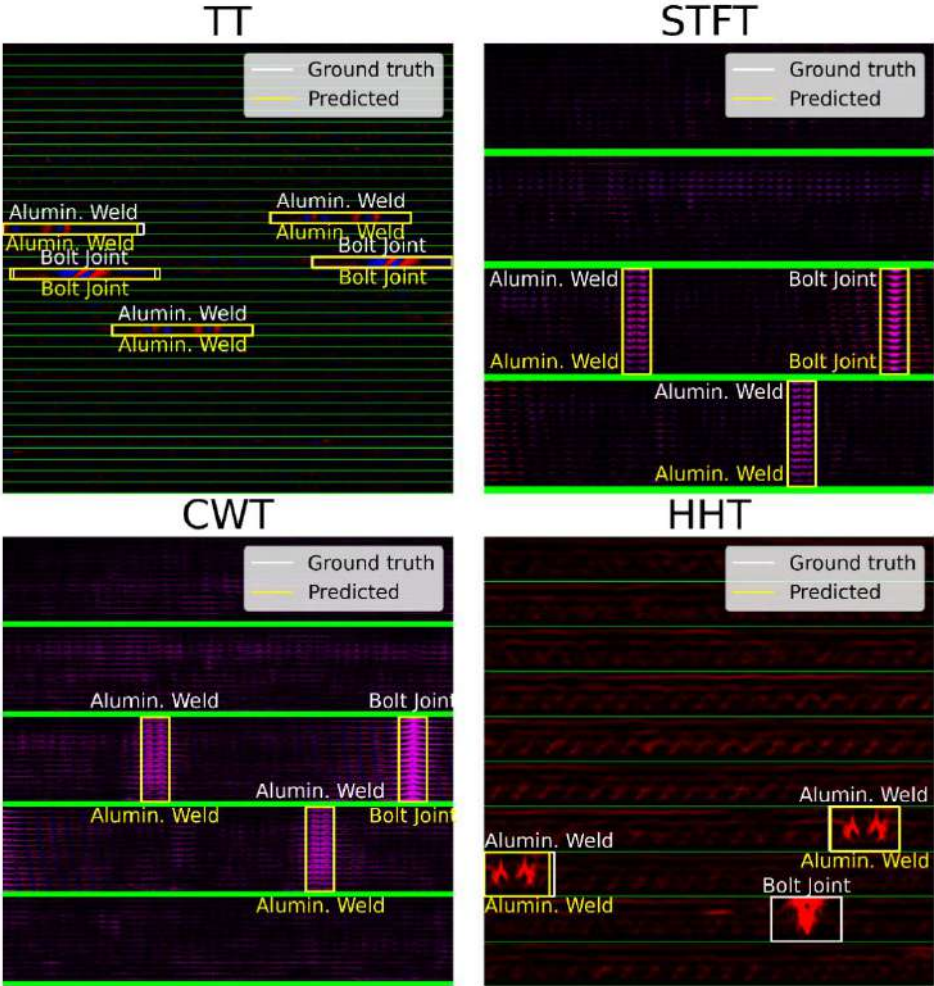 TT
Ground truth
Predicted
Alumin. Weld
Alumin. Weld
Alumin. Weld
Alumin. Weld
Bolt Joint
Bolt Joint
Bolt Joint
Bolt Joint
Alumin. Weld
Alumin. Weld
STFT
Ground truth
Predicted
Alumin. Weld
Bolt Joint
Alumin. Weld
Bolt Joint
Alumin. Weld
Alumin. Weld
CWT
Ground truth
Predicted
Alumin. Weld
Bolt Joint
Alumin. Weld
Alumin. Weld
Bolt Joint
Alumin. Weld
HHT
Ground truth
Predicted
Alumin. Weld
Alumin. Weld
Alumin. Weld
Bolt Joint
Alumin. Weld